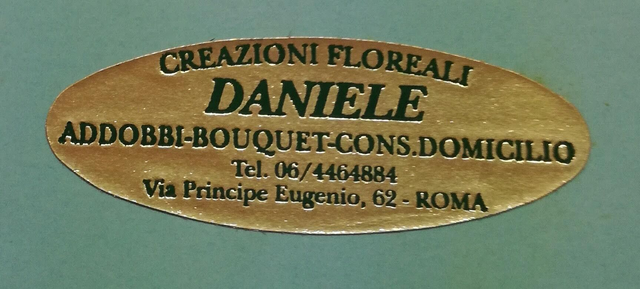 CREAZIONI FLOREALI
DANIELE
ADDOBBI-BOUQUET-CONS.DOMICILIO
Tel. 06/4464884
Via Principe Eugenio, 62 - ROMA